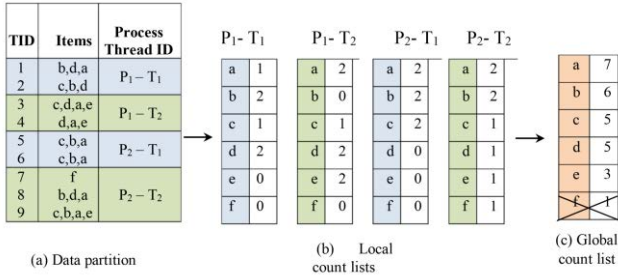 TID Items Process Thread ID
1 b,d,a P1 – T1
2 c,b,d
3 c,d,a,e P1 – T2
4 d,a,e
5 c,b,a P2 – T1
6 c,b,a
7 f P2 – T2
8 b,d,a
9 c,b,a,e
(a) Data partition
P1- T1 P1- T2 P2- T1 P2- T2
a 1 a 2 a 2 a 2
b 2 b 0 b 2 b 2
c 1 c 1 c 2 c 1
d 2 d 2 d 0 d 1
e 0 e 2 e 0 e 1
f 0 f 0 f 0 f 1
(b) Local
count lists
a 7
b 6
c 5
d 5
e 3
f 1
(c) Global
count list